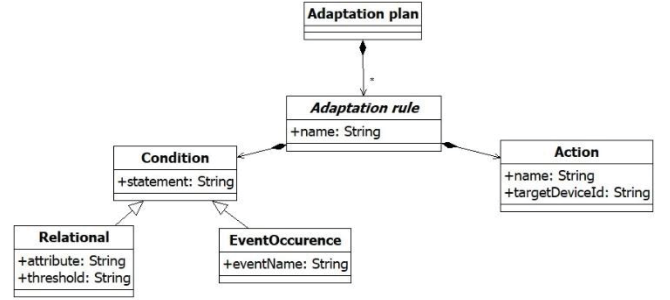 Adaptation plan
*
Adaptation rule
+name: String
Condition
+statement: String
Action
+name: String
+targetDeviceId: String
Relational
+attribute: String
+threshold: String
EventOccurence
+eventName: String